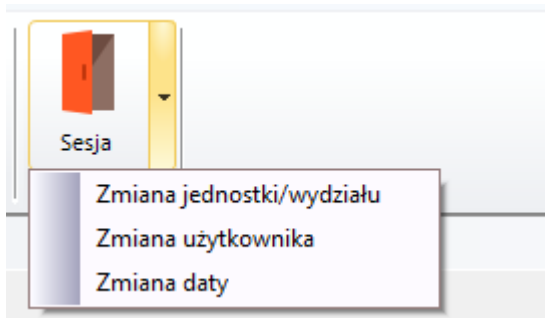 Sesja
Zmiana jednostki/wydziału
Zmiana użytkownika
Zmiana daty